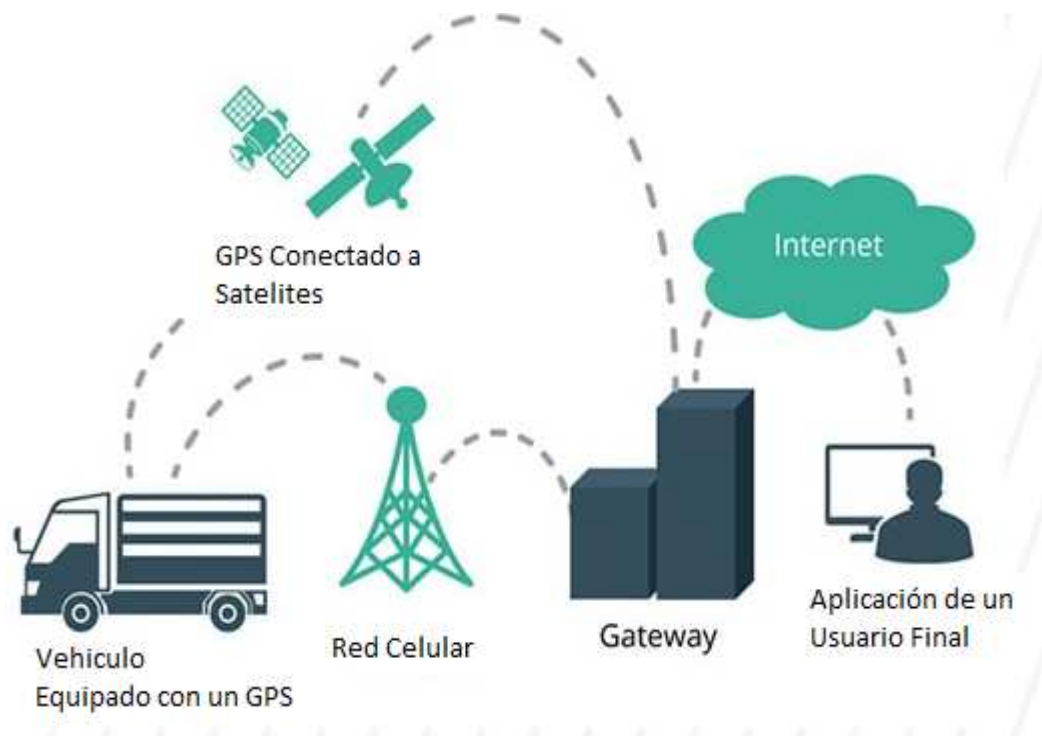 GPS Conectado a
Satelites
Internet
Vehiculo
Equipado con un GPS
Red Celular
Gateway
Aplicación de un
Usuario Final